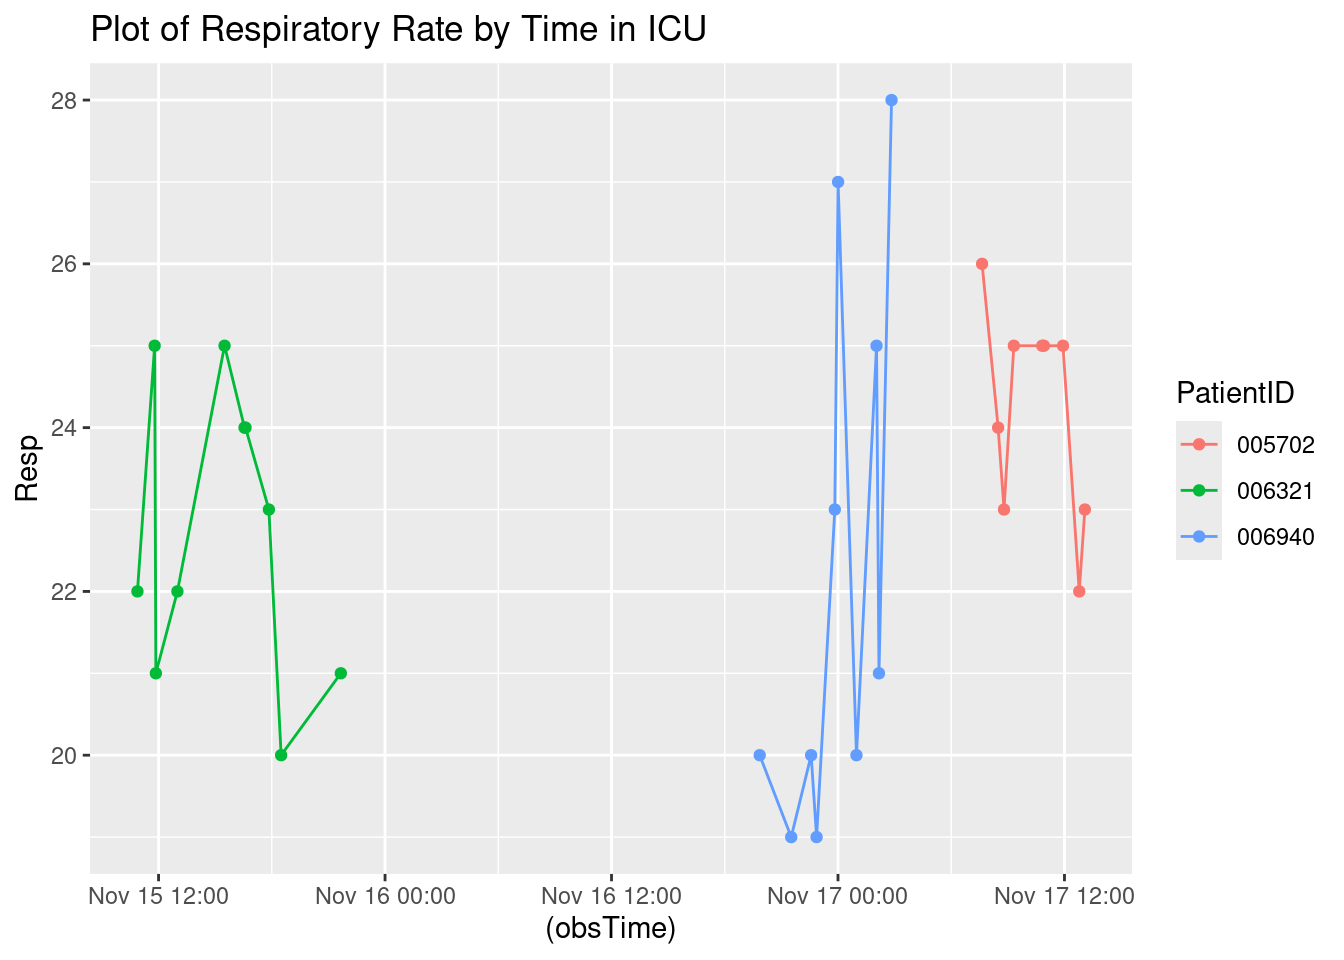 Plot of Respiratory Rate by Time in ICU
28
26
24
22
20
Resp
Nov 15 12:00
Nov 16 00:00
Nov 16 12:00
Nov 17 00:00
Nov 17 12:00
(obsTime)
PatientID
005702
006321
006940